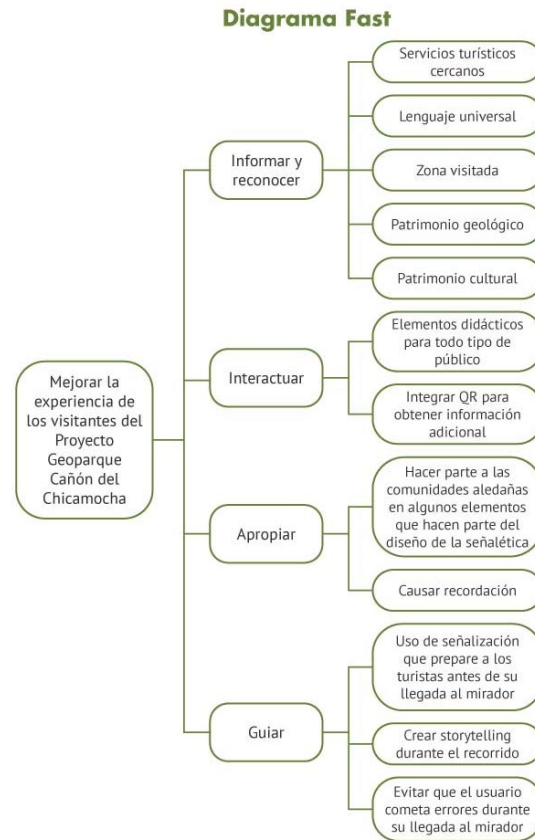 Diagrama Fast
Mejorar la
experiencia de
los visitantes del
Proyecto
Geoparque
Cañón del
Chicamocha
Informar y
reconocer
Servicios turísticos
cercanos
Lenguaje universal
Zona visitada
Patrimonio geológico
Patrimonio cultural
Interactuar
Elementos didácticos
para todo tipo de
público
Integrar QR para
obtener información
adicional
Apropiar
Hacer parte a las
comunidades aledañas
en algunos elementos
que hacen parte del
diseño de la señalética
Causar recordación
Guiar
Uso de señalización
que prepare a los
turistas antes de su
llegada al mirador
Crear storytelling
durante el recorrido
Evitar que el usuario
cometa errores durante
su llegada al mirador